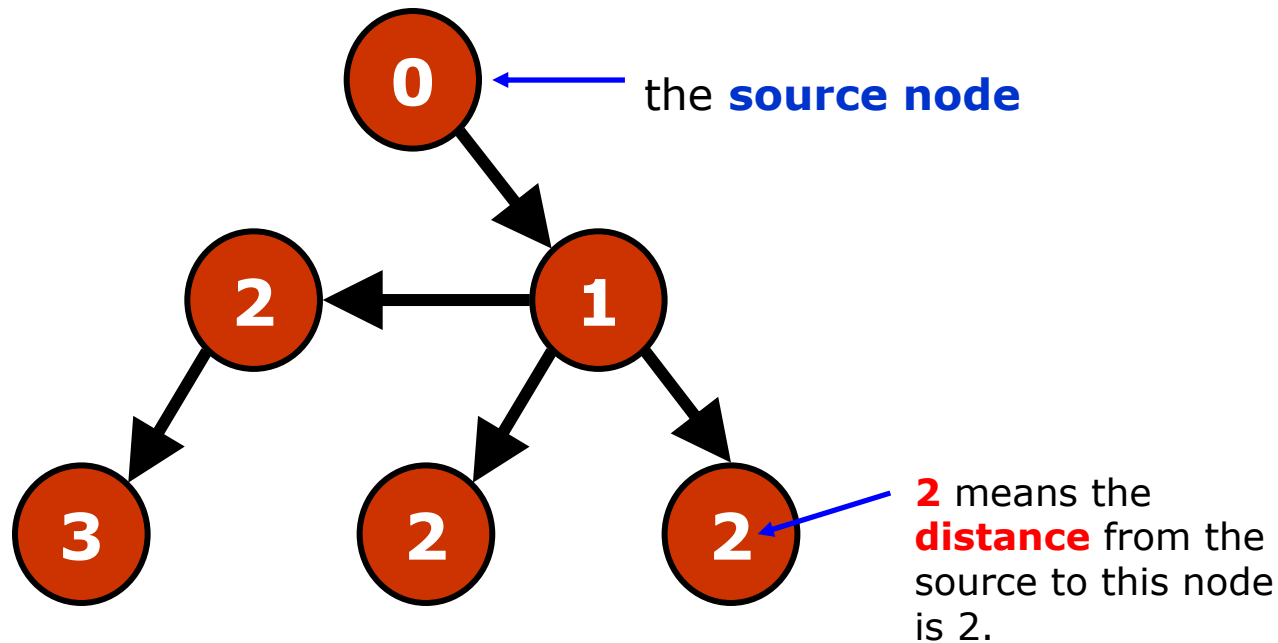 0
the source node
2
1
3
2
2
2 means the
distance from the
source to this node
is 2.